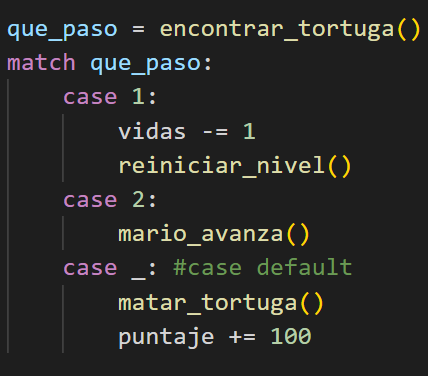 que_paso = encontrar_tortuga()
match que_paso:
    case 1:
        vidas -= 1
        reiniciar_nivel()
    case 2:
        mario_avanza()
    case _: #case default
        matar_tortuga()
        puntaje += 100